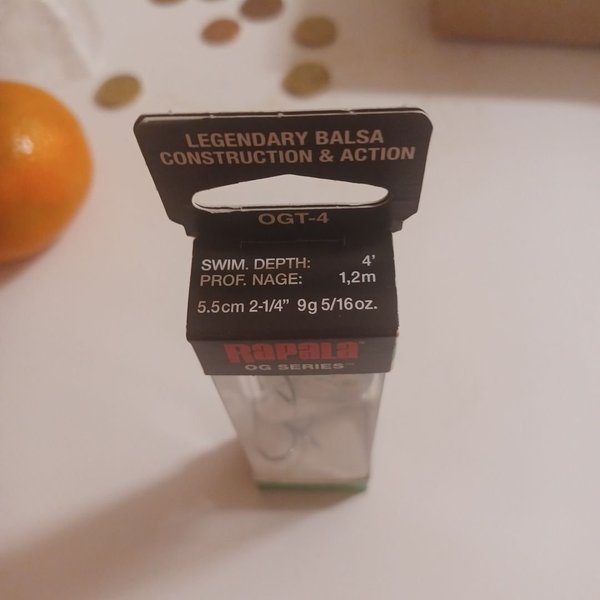 LEGENDARY BALSA
CONSTRUCTION & ACTION
OGT-4
SWIM. DEPTH: 4'
PROF. NAGE: 1,2m
5.5cm 2-1/4" 9g 5/16oz.
Rapala
OG SERIES™